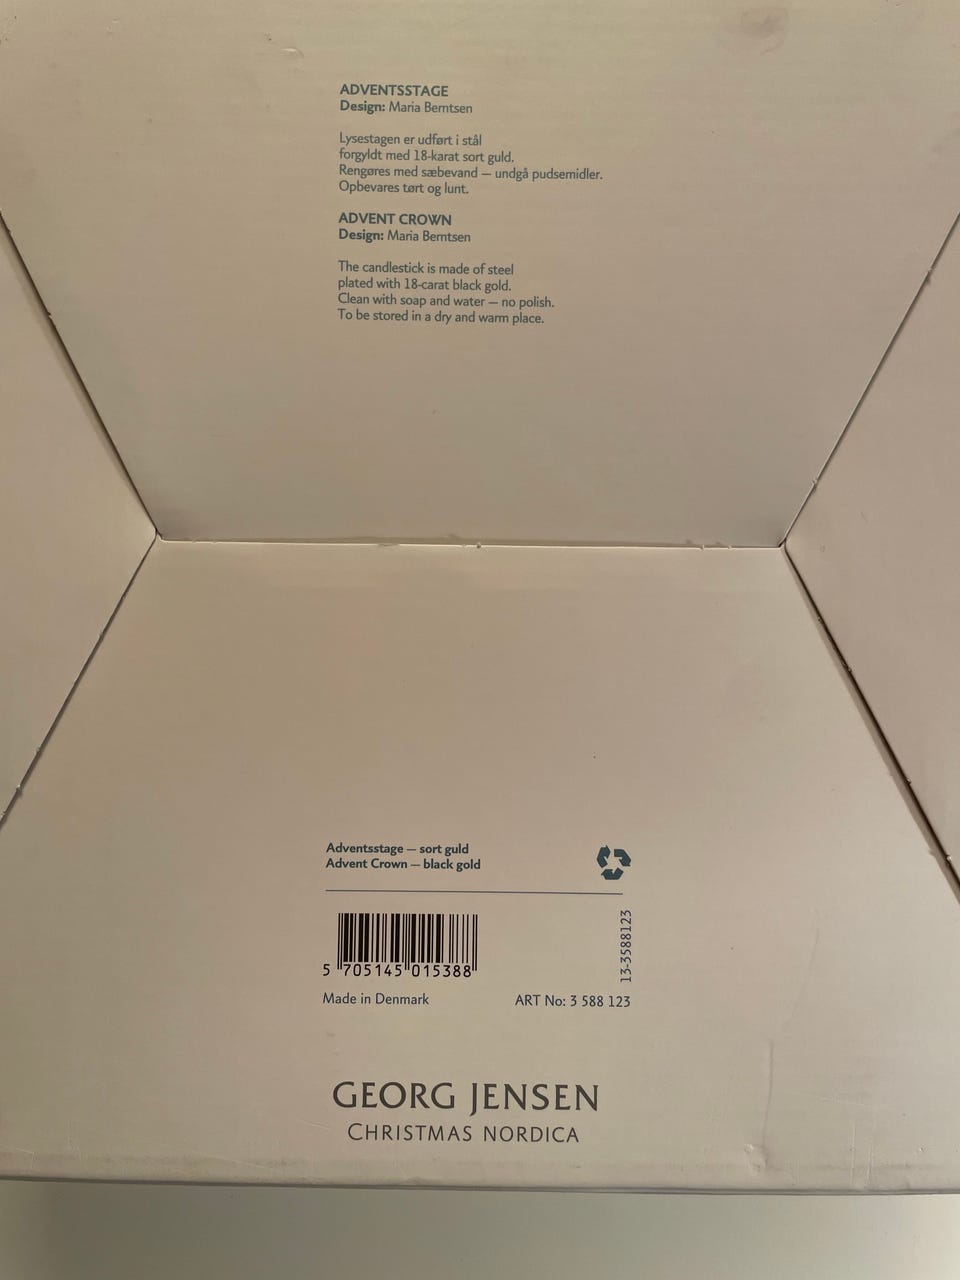 ADVENTSSTAGE
Design: Maria Berntsen
Lysestagen er udført i stål
forgyldt med 18-karat sort guld.
Rengøres med sæbevand – undgå pudsemidler.
Opbevares tørt og lunt.
ADVENT CROWN
Design: Maria Berntsen
The candlestick is made of steel
plated with 18-carat black gold.
Clean with soap and water – no polish.
To be stored in a dry and warm place.
Adventsstage – sort guld
Advent Crown – black gold
13-3588123
5 705145 015388
Made in Denmark
ART No: 3 588 123
GEORG JENSEN
CHRISTMAS NORDICA